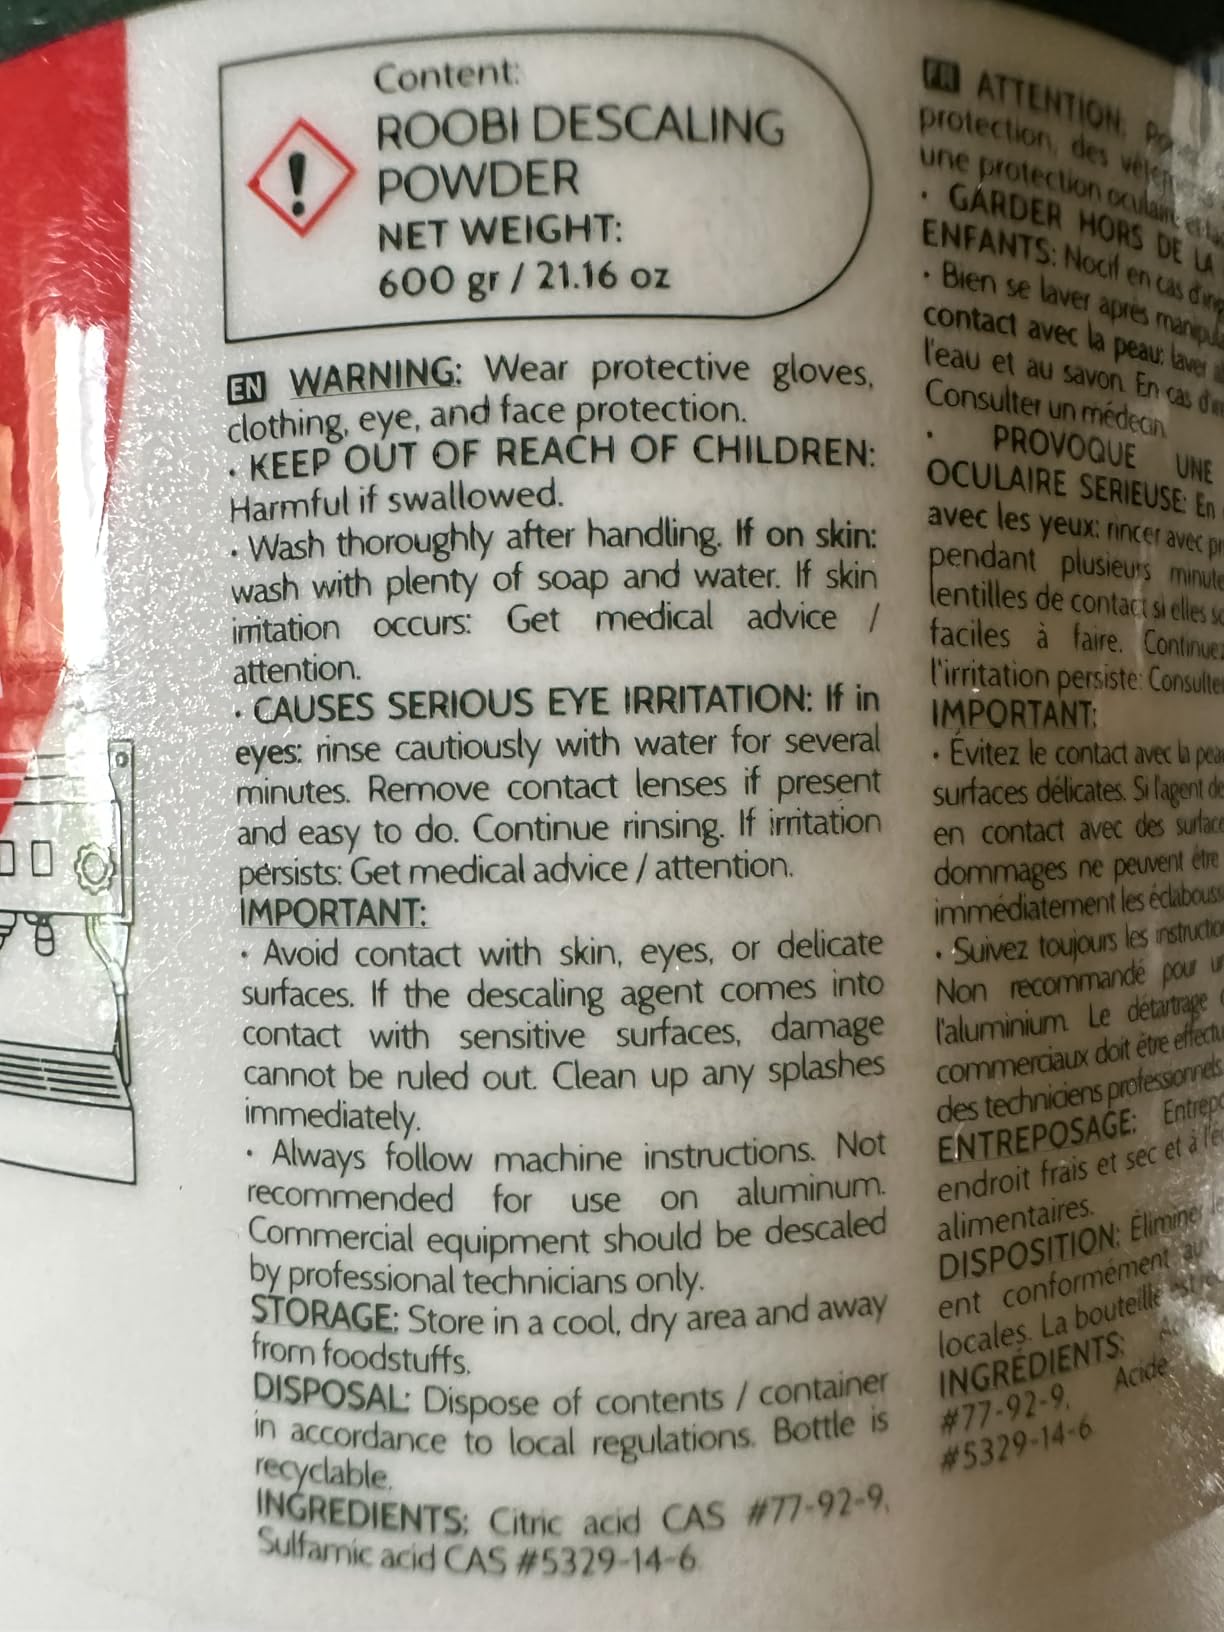 Content:
ROOBI DESCALING
POWDER
NET WEIGHT:
600 gr / 21.16 oz
EN WARNING: Wear protective gloves,
clothing, eye, and face protection.
· KEEP OUT OF REACH OF CHILDREN:
Harmful if swallowed.
· Wash thoroughly after handling. If on skin:
wash with plenty of soap and water. If skin
irritation occurs: Get medical advice /
attention.
· CAUSES SERIOUS EYE IRRITATION: If in
eyes: rinse cautiously with water for several
minutes. Remove contact lenses if present
and easy to do. Continue rinsing. If irritation
persists: Get medical advice / attention.
IMPORTANT:
· Avoid contact with skin, eyes, or delicate
surfaces. If the descaling agent comes into
contact with sensitive surfaces, damage
cannot be ruled out. Clean up any splashes
immediately.
· Always follow machine instructions. Not
recommended for use on aluminum.
Commercial equipment should be descaled
by professional technicians only.
STORAGE: Store in a cool, dry area and away
from foodstuffs.
DISPOSAL: Dispose of contents / container
in accordance to local regulations. Bottle is
recyclable.
INGREDIENTS: Citric acid CAS #77-92-9,
Sulfamic acid CAS #5329-14-6
FR ATTENTION:
protection, des
une protection oculaire
· GARDER HORS DE LA
ENFANTS: Nocif en cas
· Bien se laver après
contact avec la peau: laver
l'eau et au savon. En cas
Consulter un médecin
· PROVOQUE UNE
OCULAIRE SERIEUSE: En
avec les yeux: rincer avec
pendant plusieurs
lentilles de contact si elles
faciles à faire. Continuez
l'irritation persiste:
IMPORTANT:
· Évitez le contact avec la
surfaces délicates. Si l'agent
en contact avec des
dommages ne peuvent être
immédiatement les
· Suivez toujours les
Non recommandé pour
l'aluminium. Le détartrage
commerciaux doit être
des techniciens professionnels
ENTREPOSAGE:
endroit frais et sec et à
alimentaires.
DISPOSITION: Éliminer
ent conformément au
locales. La bouteille
INGRÉDIENTS:
#77-92-9, Acide
#5329-14-6